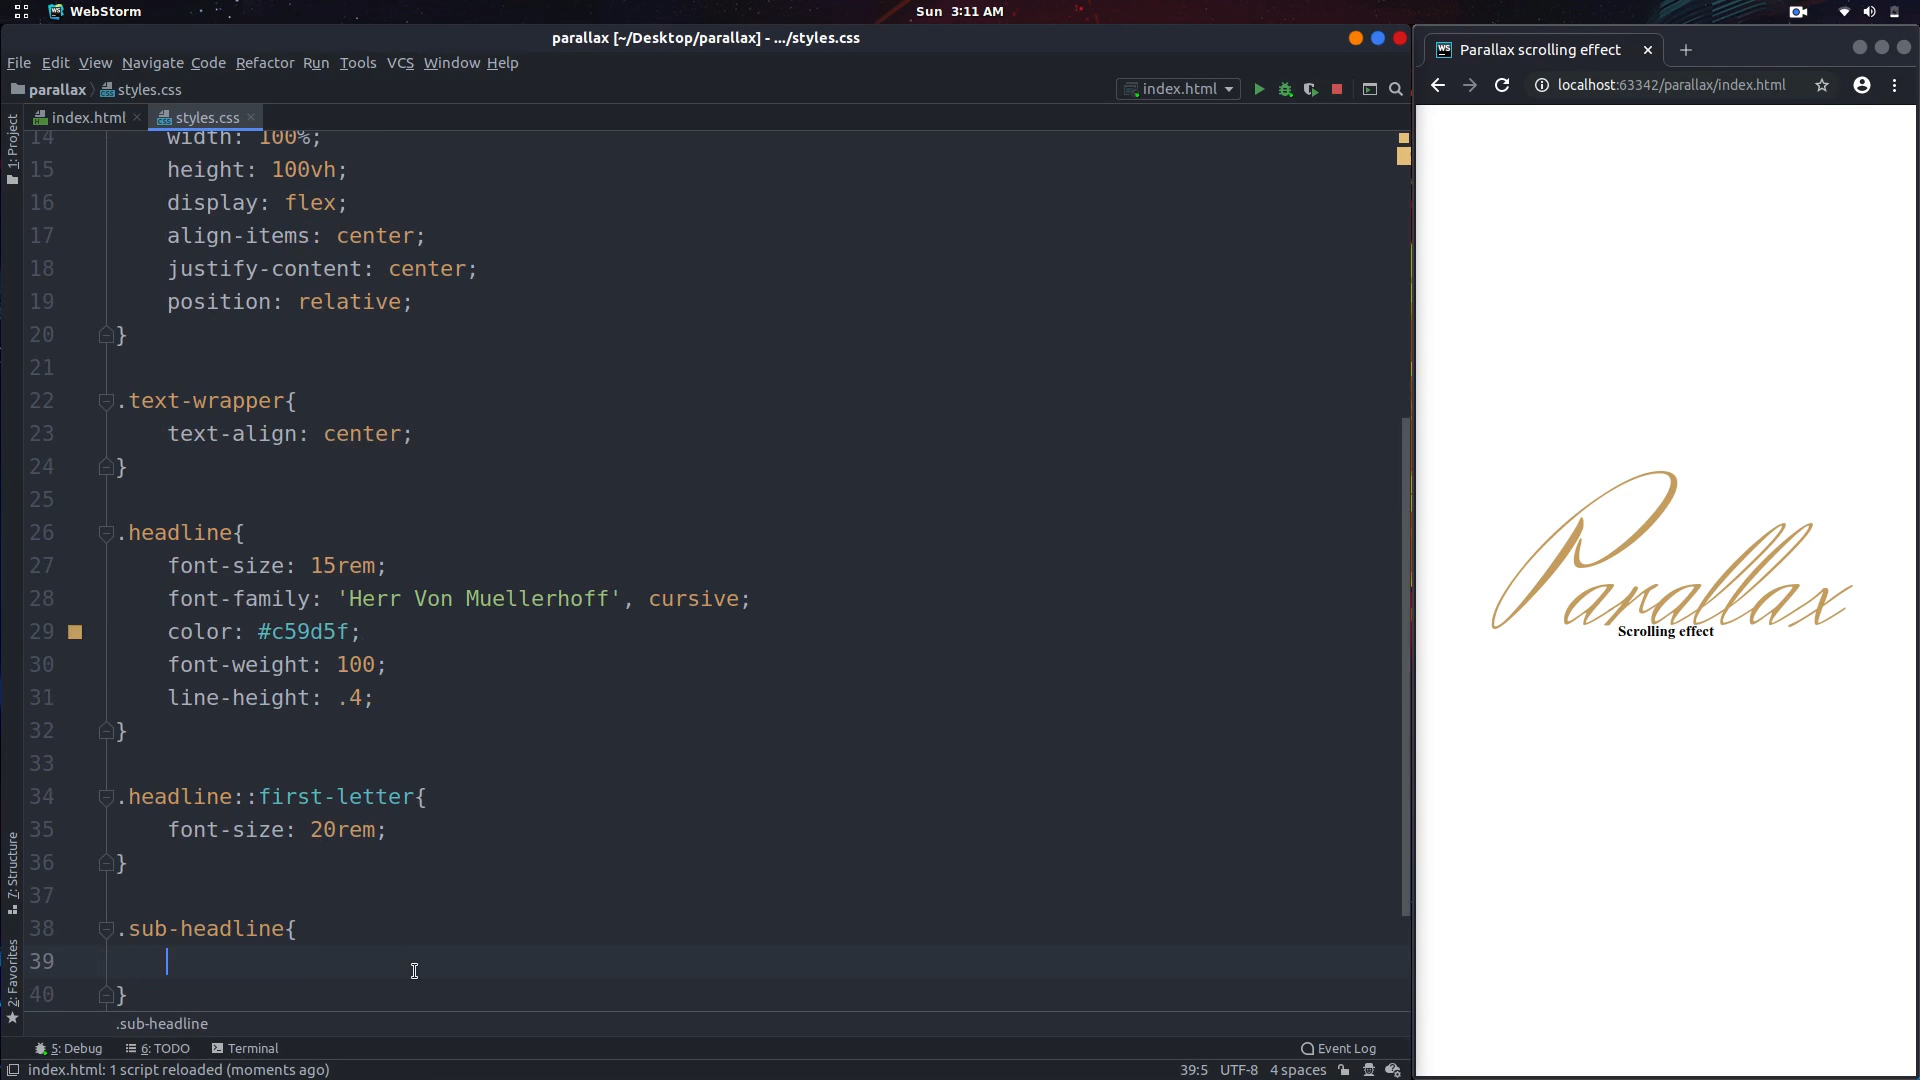 WebStorm
Sun 3:11 AM
parallax [~/Desktop/parallax] - .../styles.css
File Edit View Navigate Code Refactor Run Tools VCS Window Help
parallax styles.css
index.html
index.html
styles.css
1: Project
7: Structure
2: Favorites
14 width: 100%;
15 height: 100vh;
16 display: flex;
17 align-items: center;
18 justify-content: center;
19 position: relative;
20 }
21
22 .text-wrapper{
23 text-align: center;
24 }
25
26 .headline{
27 font-size: 15rem;
28 font-family: 'Herr Von Muellerhoff', cursive;
29 color: #c59d5f;
30 font-weight: 100;
31 line-height: .4;
32 }
33
34 .headline::first-letter{
35 font-size: 20rem;
36 }
37
38 .sub-headline{
39
40 }
.sub-headline
5: Debug 6: TODO Terminal
Event Log
index.html: 1 script reloaded (moments ago)
39:5 UTF-8 4 spaces
WS Parallax scrolling effect
localhost:63342/parallax/index.html
Parallax
Scrolling effect